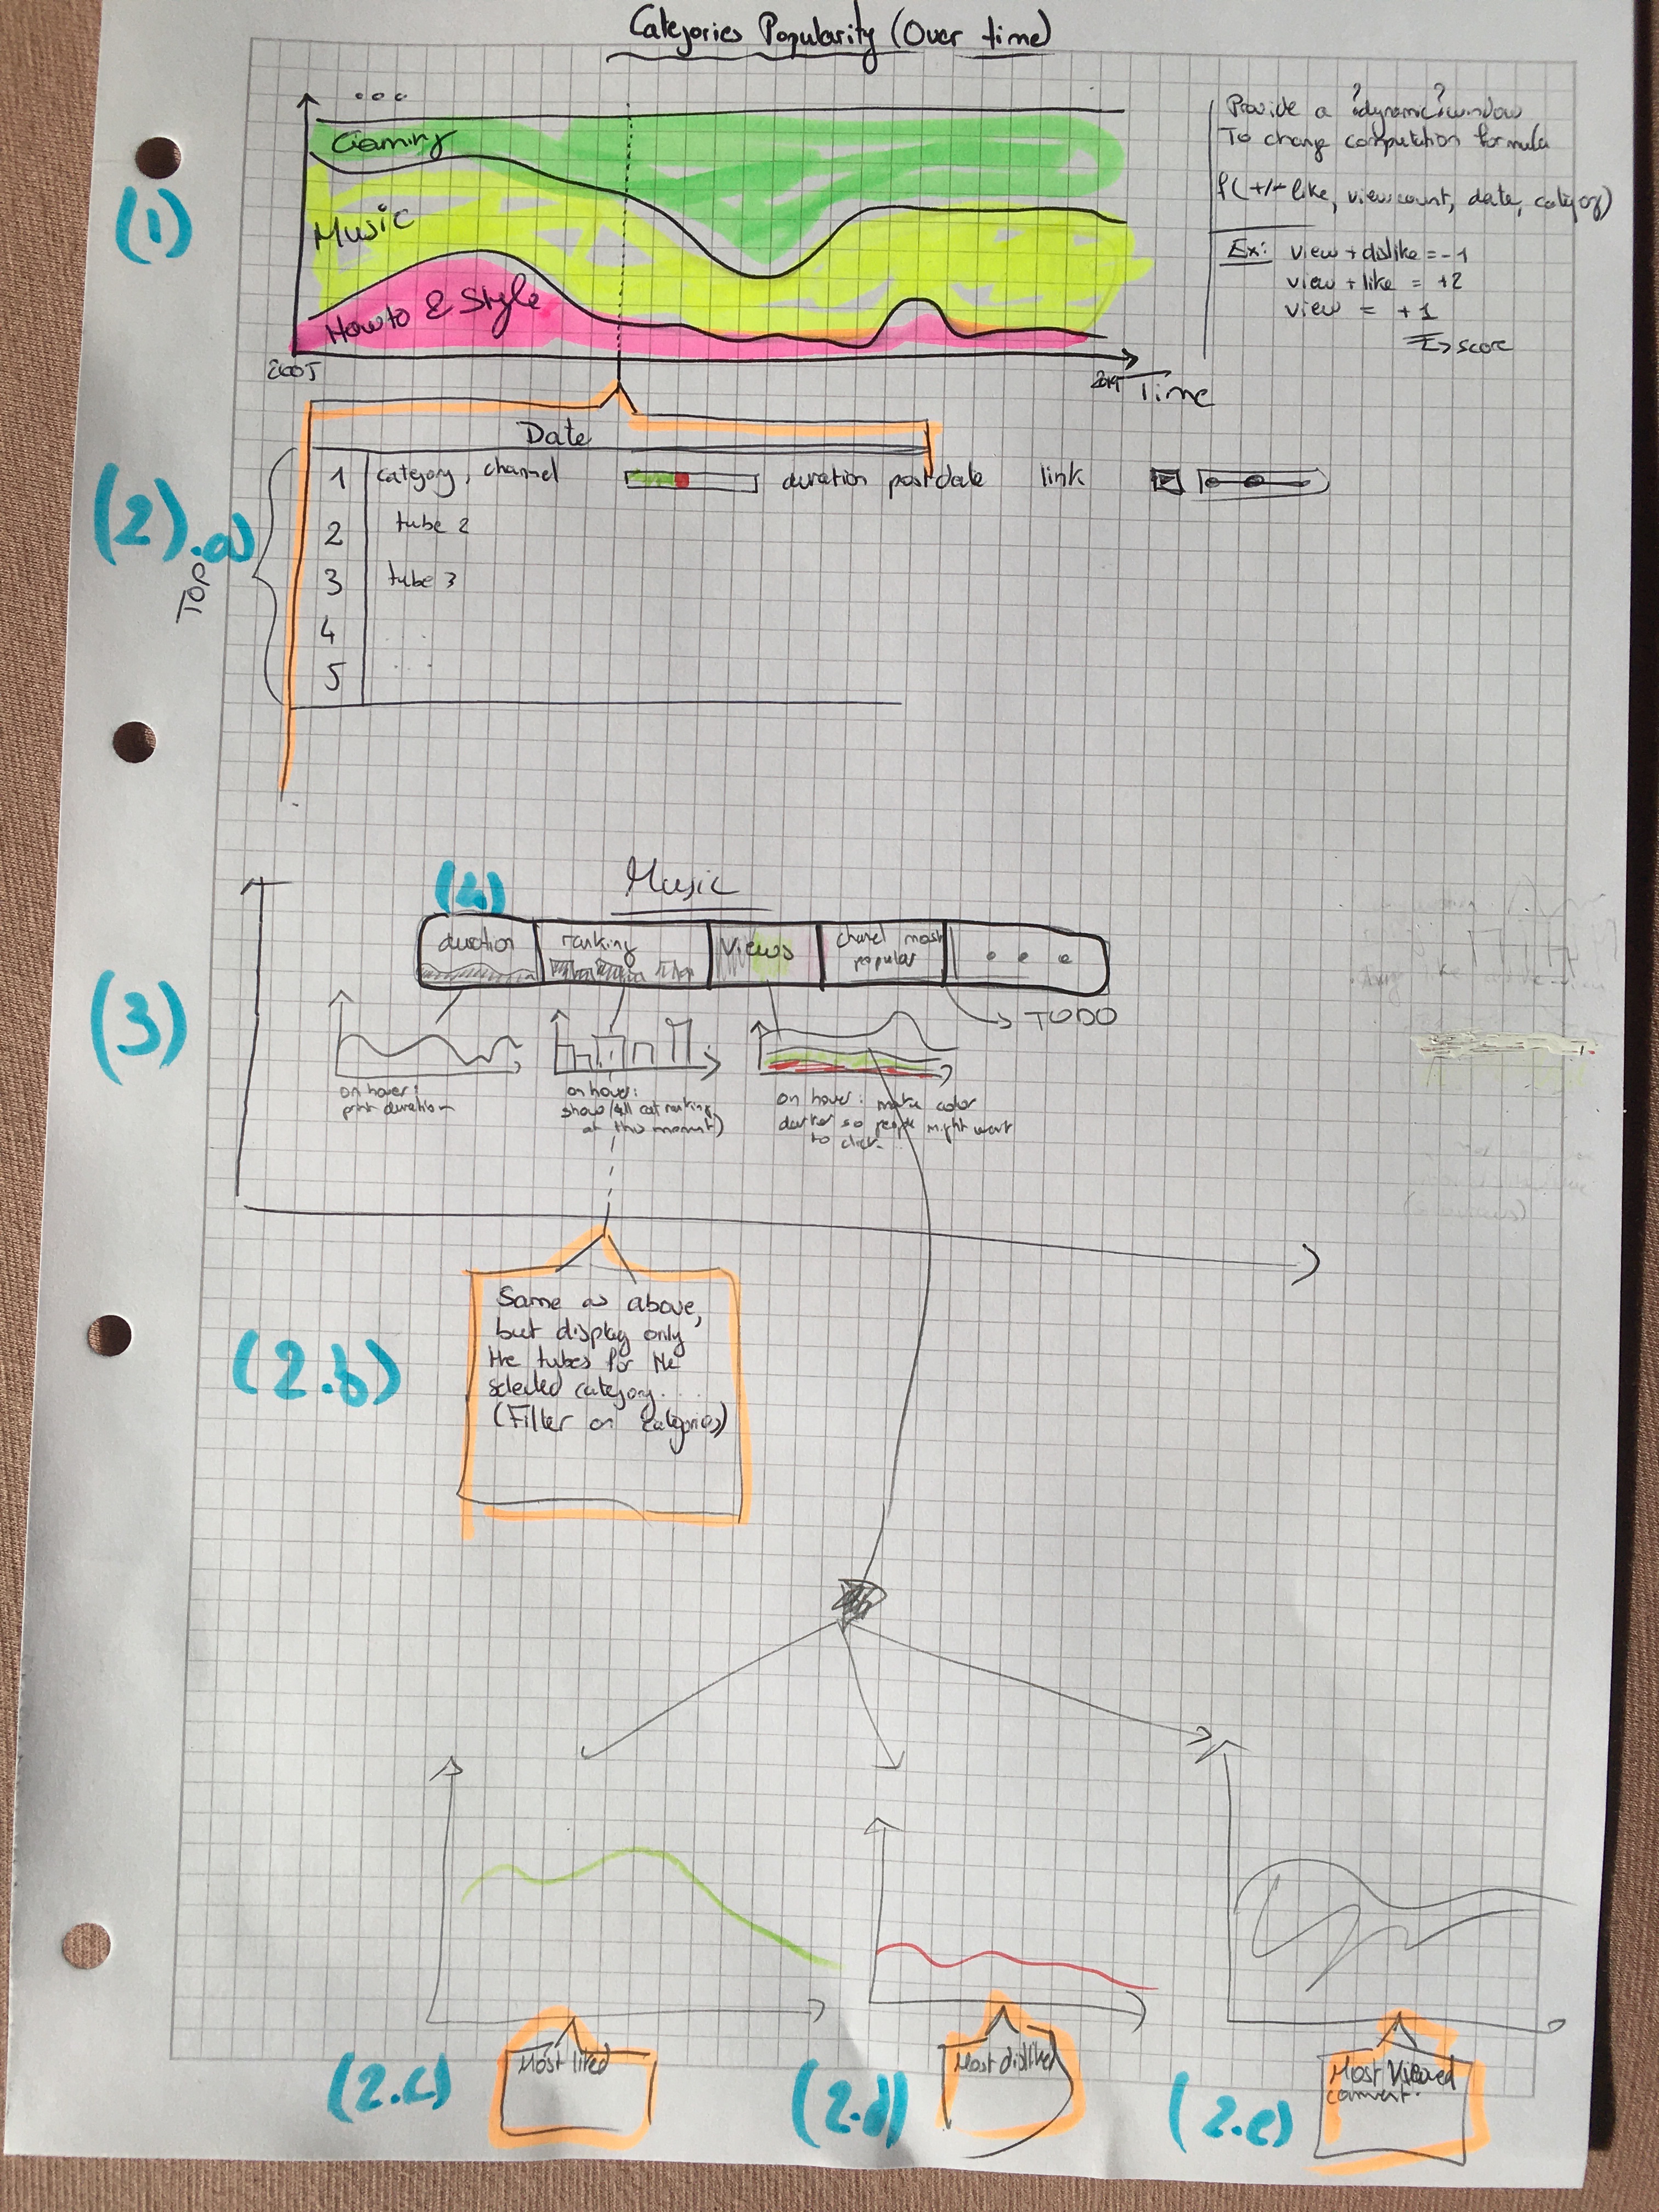 Categories Popularity (Over time)
Gaming
Music
Howto & Style
2005
Time
Provide a ?dynamic? window
To change computation formula
f(+/- like, viewcount, date, category)
Ex: view + dislike = -1
view + like = +2
view = +1
=> score
(1)
Date
1 category, channel duration postdate link
2 tube 2
3 tube 3
4 ...
5 ...
(2).a)
Top
(4)
Music
duration ranking Views chanel most popular . . .
TODO
(3)
on hover:
print duration
on hover:
show (all cat ranking
at this moment)
on hover: make color
darker so people might want
to click.
Same as above,
but display only
the tubes for the
selected category....
(Filter on categories)
(2.b)
(2.c)
Most liked
(2.d)
Most disliked
(2.e)
Most Viewed
comment.